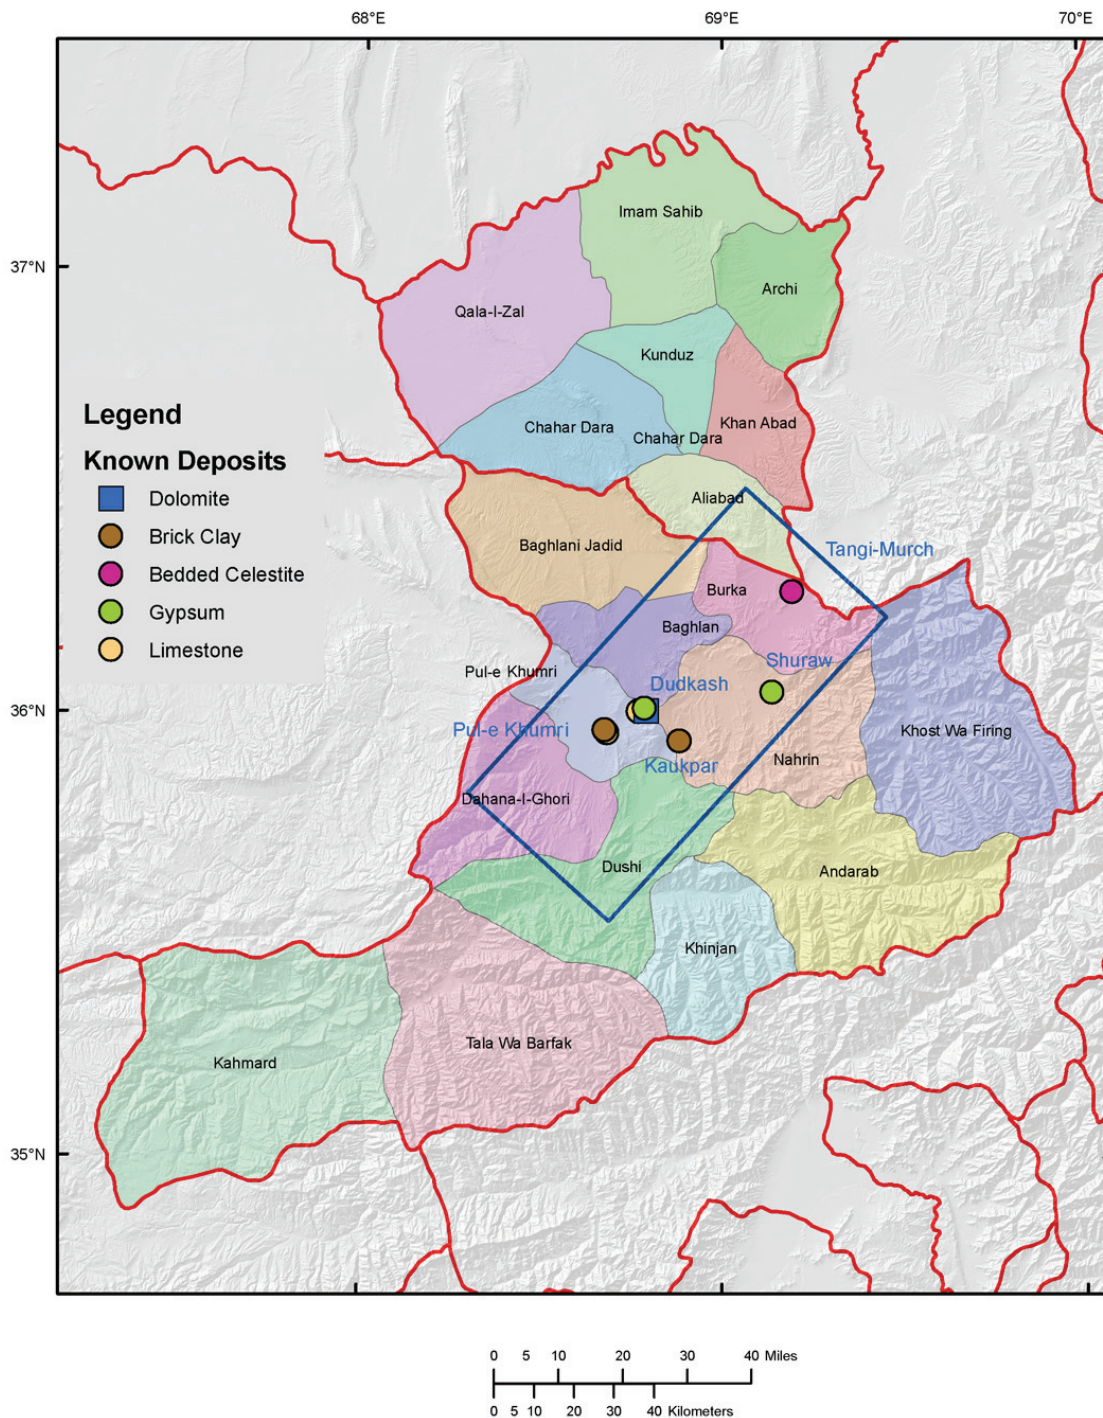 68°E 69°E 70°E
Imam Sahib
37°N
Archi
Qala-I-Zal
Kunduz
Legend
Khan Abad
Chahar Dara
Chahar Dara
Known Deposits
Dolomite
Aliabad
Brick Clay
Baghlani Jadid
Tangi-Murch
Bedded Celestite
Burka
Gypsum
Baghlan
Limestone
Shuraw
Pul-e Khumri
Dudkash
36°N
Pul-e Khumri
Khost Wa Firing
Nahrin
Kaukpar
Dahana-I-Ghori
Dushi
Andarab
Khinjan
Tala Wa Barfak
Kahmard
35°N
0 5 10 20 30 40 Miles
0 5 10 20 30 40 Kilometers